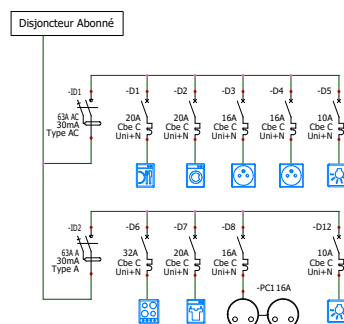 Disjoncteur Abonné
-ID1
63A AC
30mA
Type AC
-D1
20A
Cbe C
Uni+N
-D2
20A
Cbe C
Uni+N
-D3
16A
Cbe C
Uni+N
-D4
16A
Cbe C
Uni+N
-D5
10A
Cbe C
Uni+N
-ID2
63A A
30mA
Type A
-D6
32A
Cbe C
Uni+N
-D7
20A
Cbe C
Uni+N
-D8
16A
Cbe C
Uni+N
-D12
10A
Cbe C
Uni+N
-PC1 16A